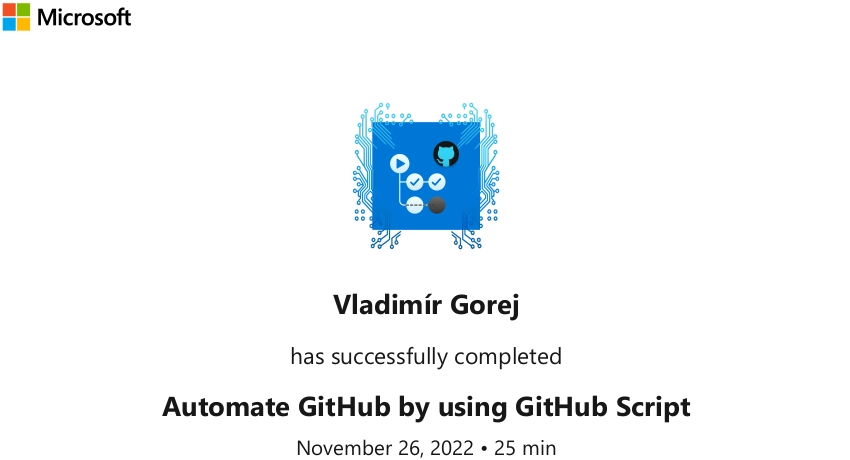 Microsoft
Vladimír Gorej
has successfully completed
Automate GitHub by using GitHub Script
November 26, 2022 • 25 min